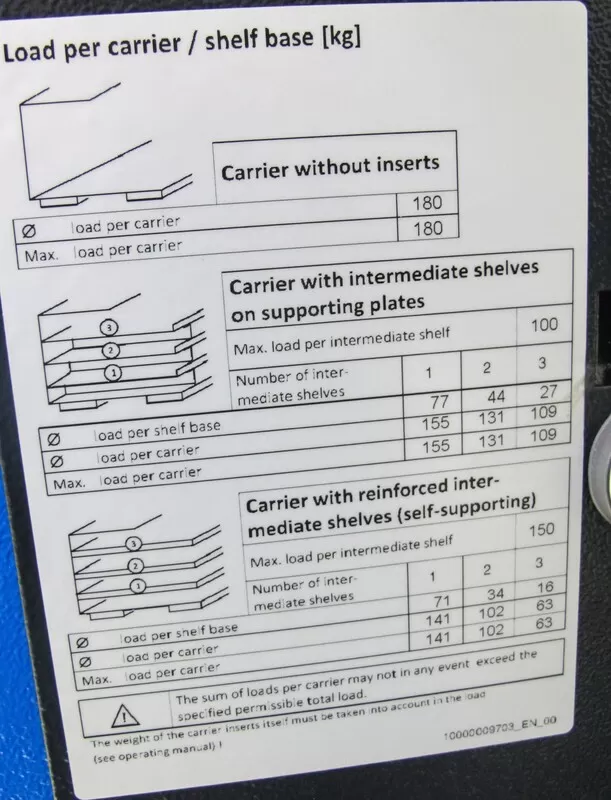 Load per carrier / shelf base [kg]
Carrier without inserts
Ø load per carrier 180
Max. load per carrier 180
Carrier with intermediate shelves
on supporting plates
3
2
1
Max. load per intermediate shelf 100
Number of inter-
mediate shelves 1 2 3
Ø load per shelf base 77 44 27
Ø load per carrier 155 131 109
Max. load per carrier 155 131 109
Carrier with reinforced inter-
mediate shelves (self-supporting)
3
2
1
Max. load per intermediate shelf 150
Number of inter-
mediate shelves 1 2 3
Ø load per shelf base 71 34 16
Ø load per carrier 141 102 63
Max. load per carrier 141 102 63
The sum of loads per carrier may not in any event exceed the
specified permissible total load.
The weight of the carrier inserts itself must be taken into account in the load
(see operating manual) !
10000009703_EN_00